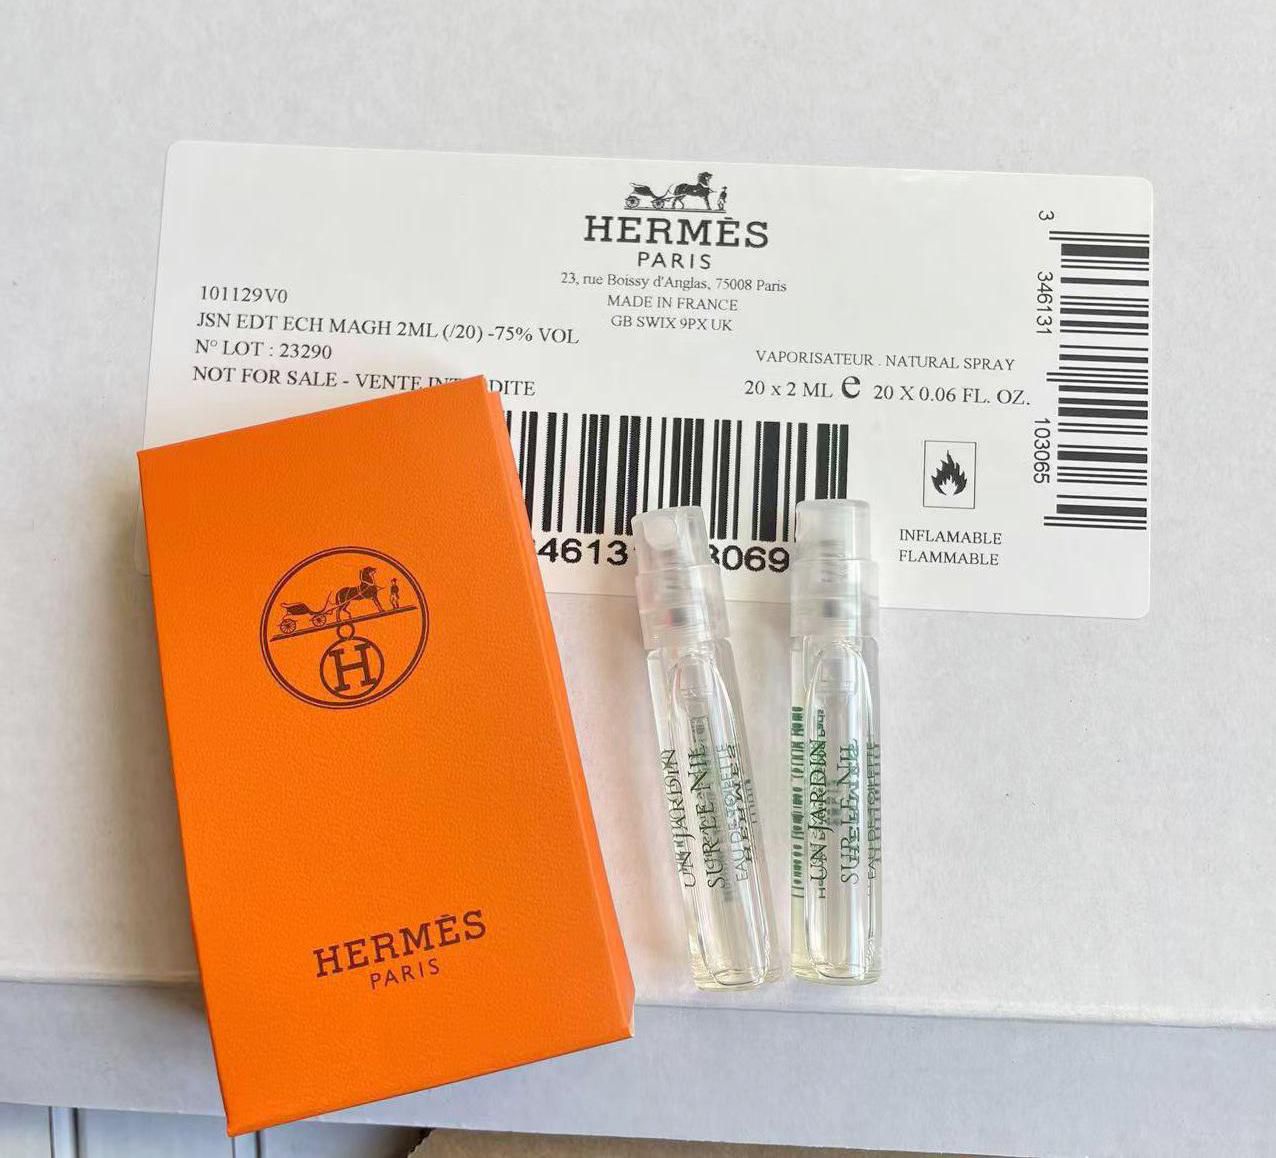 HERMÈS
PARIS
23, rue Boissy d'Anglas, 75008 Paris
MADE IN FRANCE
GB SWIX 9PX UK
101129V0
JSN EDT ECH MAGH 2ML (/20) -75% VOL
N° LOT : 23290
NOT FOR SALE - VENTE DITE
VAPORISATEUR . NATURAL SPRAY
20 x 2 ML e 20 X 0.06 FL. OZ.
3 346131 103065
INFLAMABLE
FLAMMABLE
H
HERMÈS
PARIS
UN JARDIN
SUR LE NIL
EAU DE TOILETTE
HERMÈS
UN JARDIN
SUR LE NIL